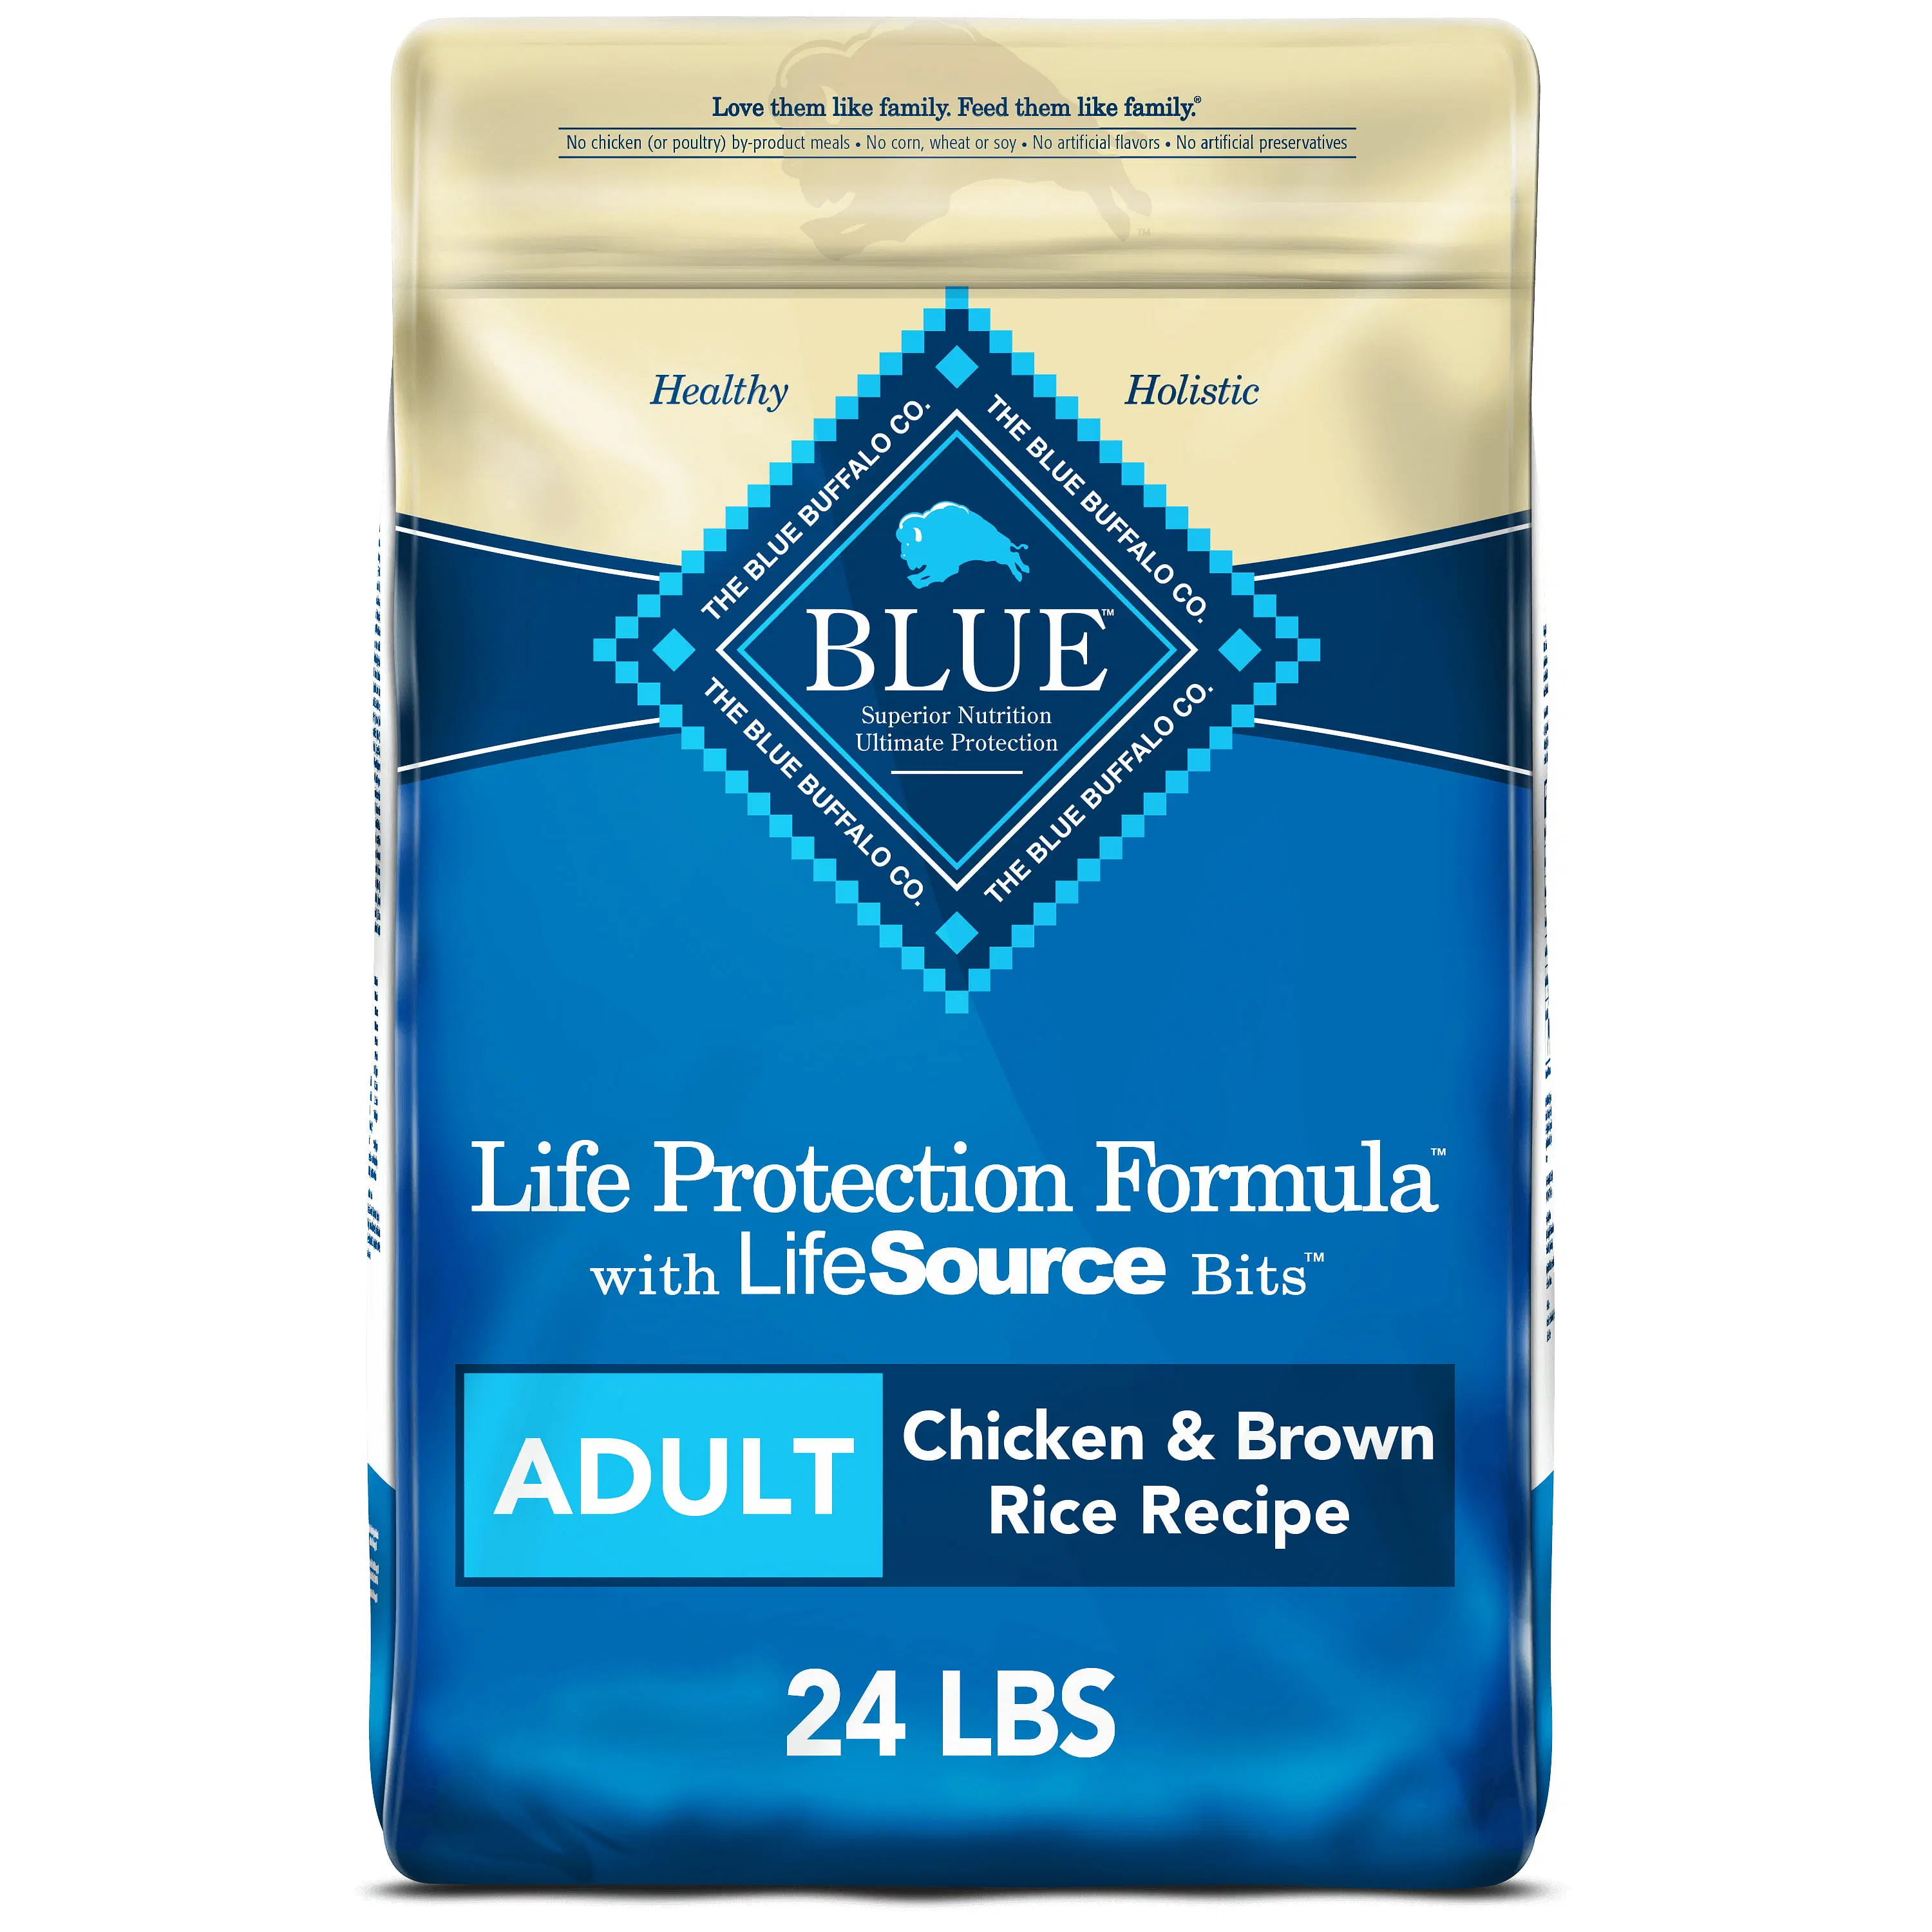 Love them like family. Feed them like family.®
No chicken (or poultry) by-product meals • No corn, wheat or soy • No artificial flavors • No artificial preservatives
TM
Healthy
Holistic
THE BLUE BUFFALO CO.
THE BLUE BUFFALO CO.
BLUE™
Superior Nutrition
Ultimate Protection
THE BLUE BUFFALO CO.
THE BLUE BUFFALO CO.
Life Protection Formula™
with LifeSource Bits™
ADULT
Chicken & Brown
Rice Recipe
24 LBS